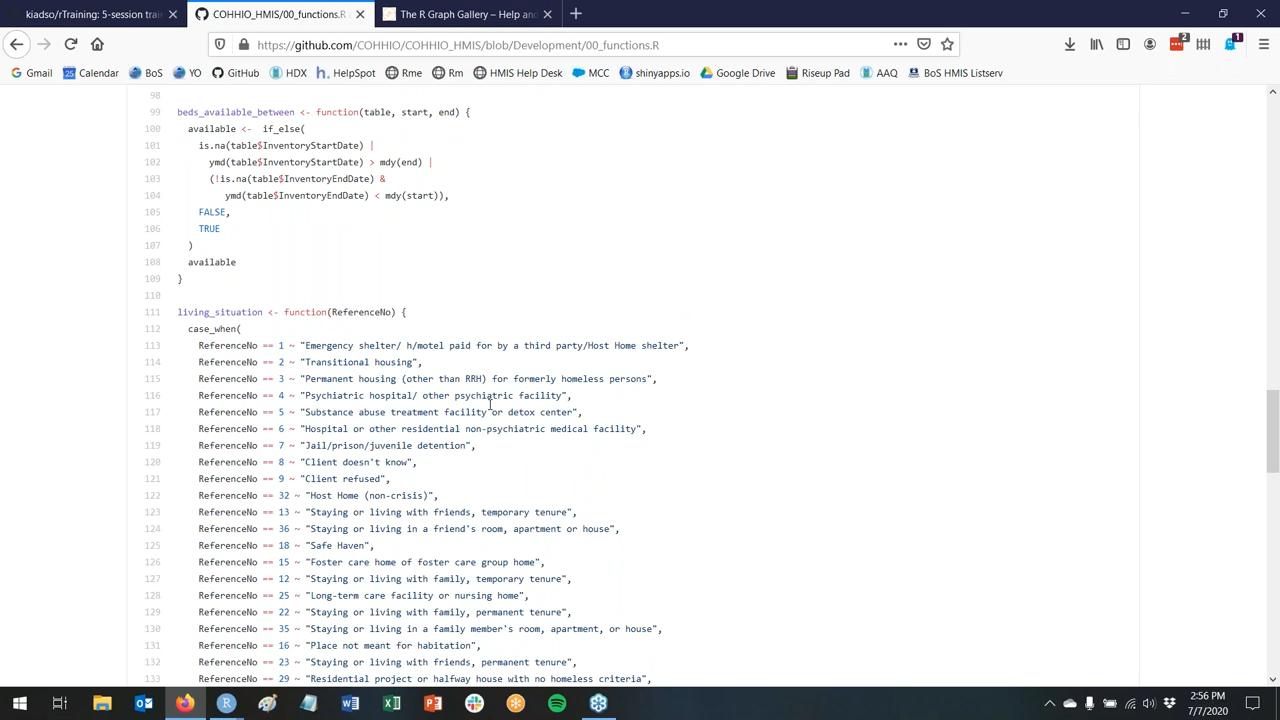 kiadso/rTraining: 5-session trai
COHHIO_HMIS/00_functions.R
The R Graph Gallery – Help and
https://github.com/COHHIO/COHHIO_HMIS/blob/Development/00_functions.R
2
1
Gmail
Calendar
BoS
YO
GitHub
HDX
HelpSpot
Rme
Rm
HMIS Help Desk
MCC
shinyapps.io
Google Drive
Riseup Pad
AAQ
BoS HMIS Listserv
98
99 beds_available_between <- function(table, start, end) {
100 available <- if_else(
101 is.na(table$InventoryStartDate) |
102 ymd(table$InventoryStartDate) > mdy(end) |
103 (!is.na(table$InventoryEndDate) &
104 ymd(table$InventoryEndDate) < mdy(start)),
105 FALSE,
106 TRUE
107 )
108 available
109 }
110
111 living_situation <- function(ReferenceNo) {
112 case_when(
113 ReferenceNo == 1 ~ "Emergency shelter/ h/motel paid for by a third party/Host Home shelter",
114 ReferenceNo == 2 ~ "Transitional housing",
115 ReferenceNo == 3 ~ "Permanent housing (other than RRH) for formerly homeless persons",
116 ReferenceNo == 4 ~ "Psychiatric hospital/ other psychiatric facility",
117 ReferenceNo == 5 ~ "Substance abuse treatment facility or detox center",
118 ReferenceNo == 6 ~ "Hospital or other residential non-psychiatric medical facility",
119 ReferenceNo == 7 ~ "Jail/prison/juvenile detention",
120 ReferenceNo == 8 ~ "Client doesn't know",
121 ReferenceNo == 9 ~ "Client refused",
122 ReferenceNo == 32 ~ "Host Home (non-crisis)",
123 ReferenceNo == 13 ~ "Staying or living with friends, temporary tenure",
124 ReferenceNo == 36 ~ "Staying or living in a friend's room, apartment or house",
125 ReferenceNo == 18 ~ "Safe Haven",
126 ReferenceNo == 15 ~ "Foster care home of foster care group home",
127 ReferenceNo == 12 ~ "Staying or living with family, temporary tenure",
128 ReferenceNo == 25 ~ "Long-term care facility or nursing home",
129 ReferenceNo == 22 ~ "Staying or living with family, permanent tenure",
130 ReferenceNo == 35 ~ "Staying or living in a family member's room, apartment, or house",
131 ReferenceNo == 16 ~ "Place not meant for habitation",
132 ReferenceNo == 23 ~ "Staying or living with friends, permanent tenure",
133 ReferenceNo == 29 ~ "Residential project or halfway house with no homeless criteria",
2:56 PM
7/7/2020